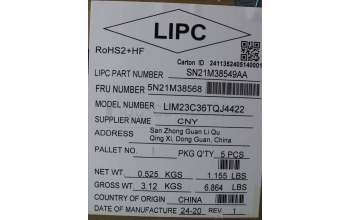 LIPC
RoHS2+HF
Carton ID 2411382405140001
LIPC PART NUMBER SN21M38549AA
FRU NUMBER 5N21M38568
MODEL NUMBER LIM23C36TQJ4422
SUPPLIER NAME CNY
ADDRESS San Zhong Guan Li Qu
Qing Xi, Dong Guan, China
PALLET NO. 1 PKG Q'TY 5 PCS
NET WT. 0.525 KGS 1.155 LBS
GROSS WT. 3.12 KGS 6.864 LBS
COUNTRY OF ORIGIN CHINA
DATE OF MANUFACTURE 24-20 REV. 1